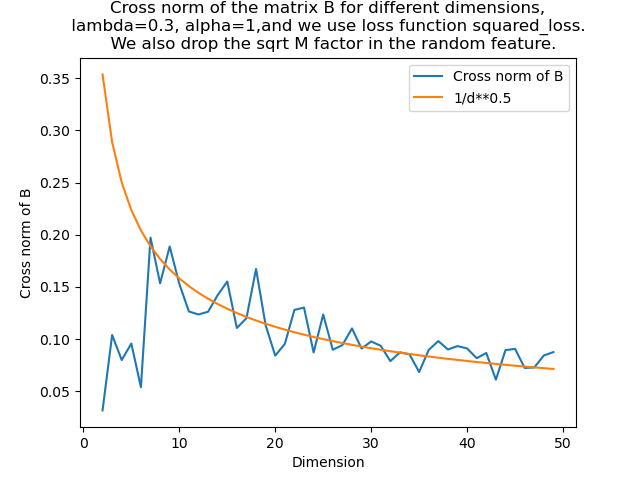 Cross norm of the matrix B for different dimensions,
lambda=0.3, alpha=1,and we use loss function squared_loss.
We also drop the sqrt M factor in the random feature.
Cross norm of B
1/d**0.5
0.35
0.30
0.25
0.20
0.15
0.10
0.05
Cross norm of B
0 10 20 30 40 50
Dimension